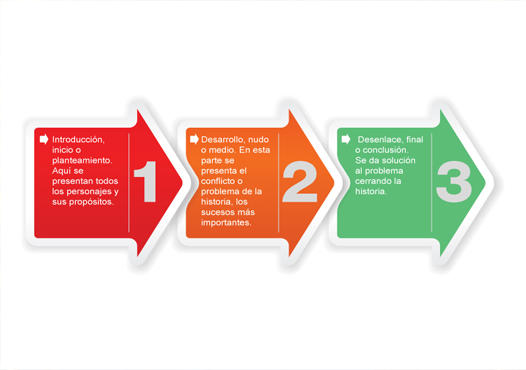 Introducción,
inicio o
planteamiento.
Aquí se
presentan todos
los personajes y
sus propósitos.
1
Desarrollo, nudo
o medio. En esta
parte se
presenta el
conflicto o
problema de la
historia, los
sucesos más
importantes.
2
Desenlace, final
o conclusión.
Se da solución
al problema
cerrando la
historia.
3